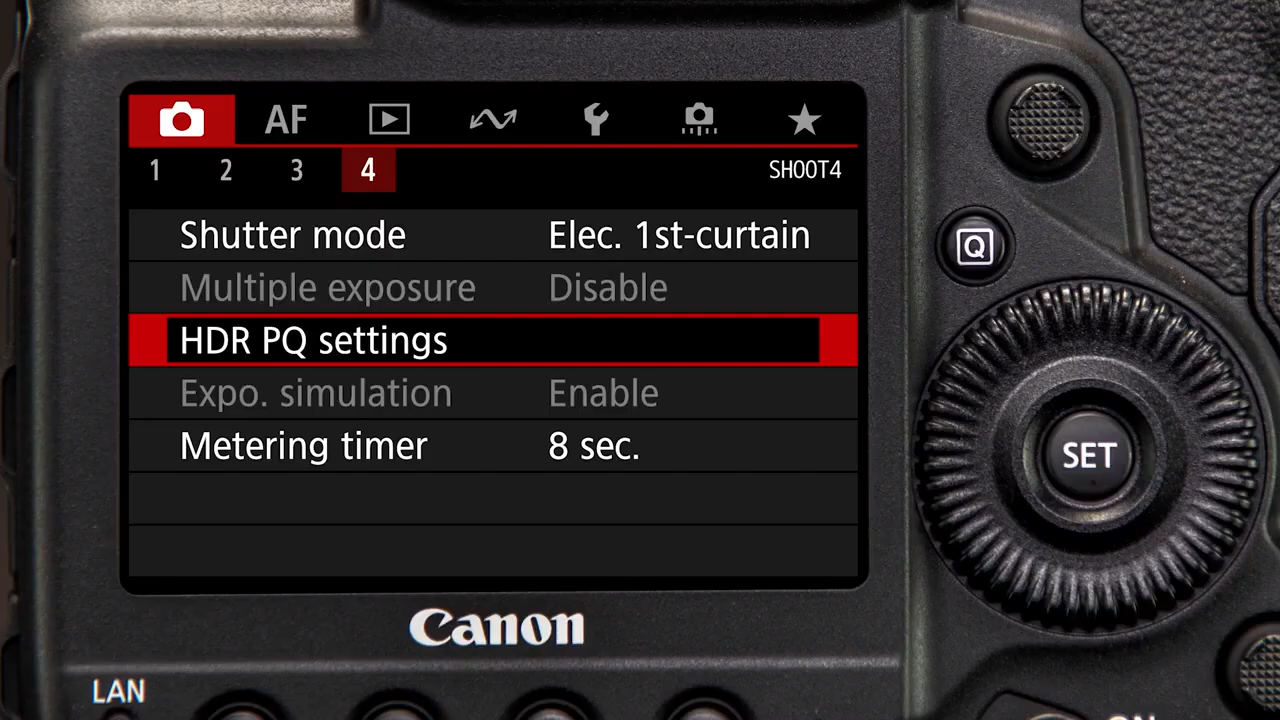 AF
1 2 3 4 SHOOT4
Shutter mode Elec. 1st-curtain
Multiple exposure Disable
HDR PQ settings
Expo. simulation Enable
Metering timer 8 sec.
Q
SET
Canon
LAN
ON